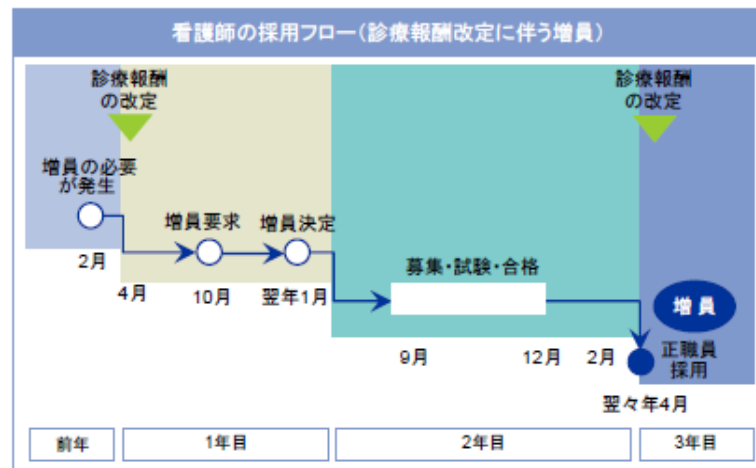 看護師の採用フロー(診療報酬改定に伴う増員)
診療報酬
の改定
診療報酬
の改定
増員の必要
が発生
増員要求
増員決定
募集・試験・合格
増員
正職員
採用
2月
4月
10月
翌年1月
9月
12月
2月
翌々年4月
前年
1年目
2年目
3年目